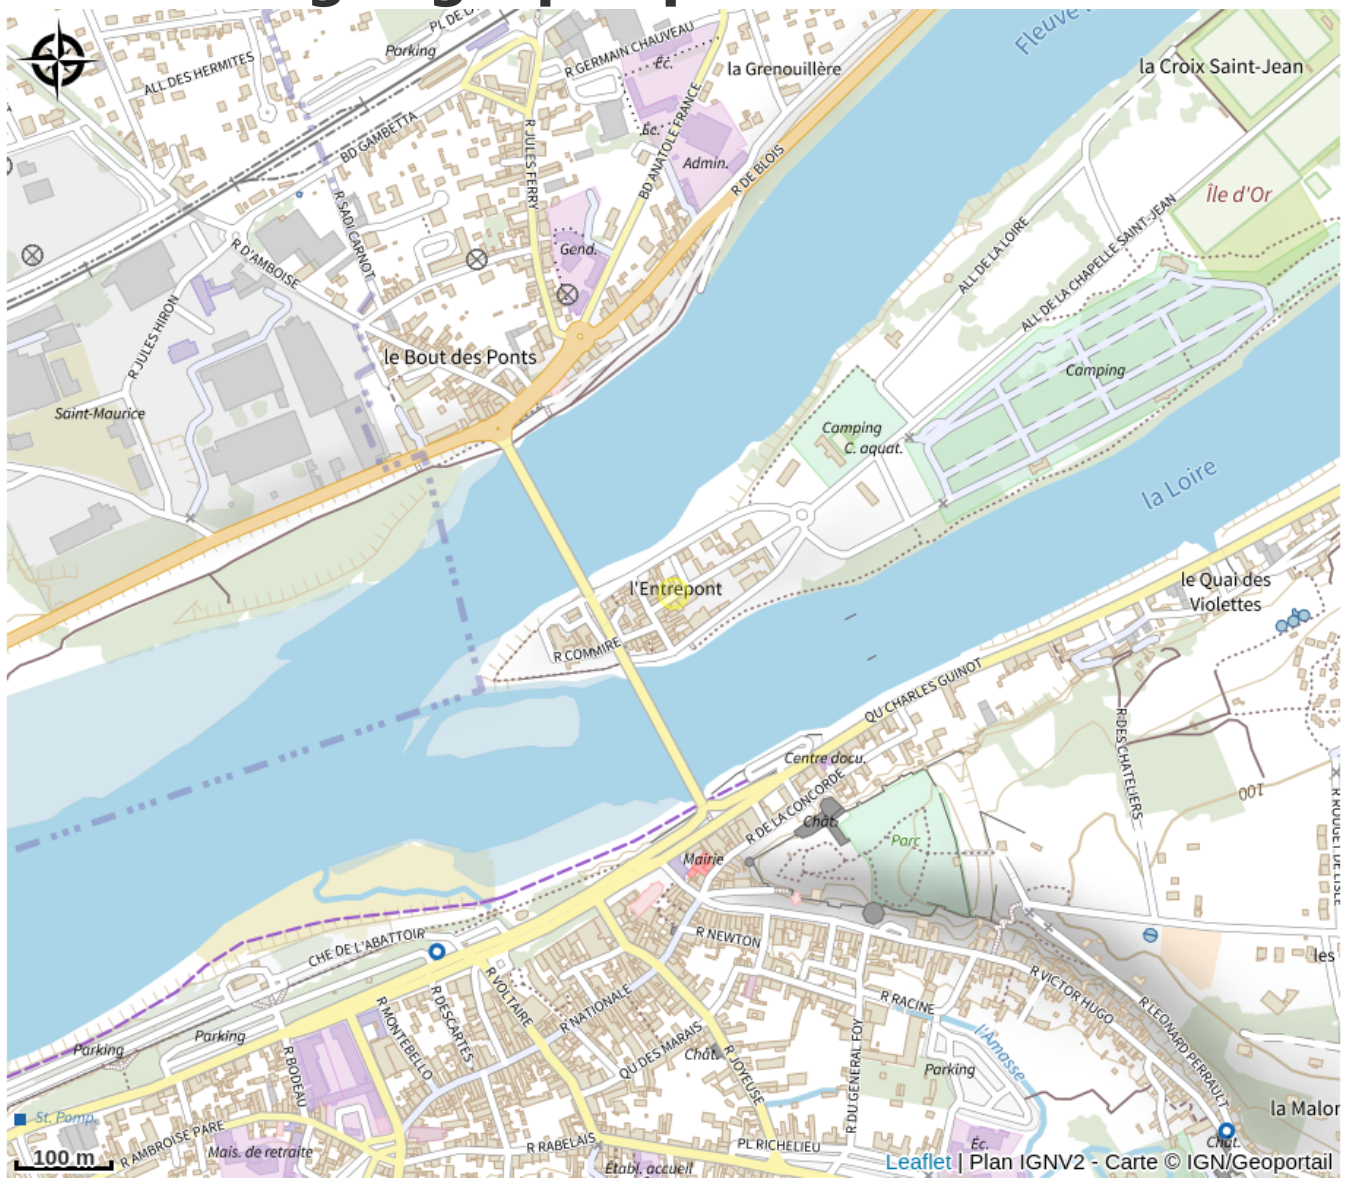 PL DE L
Parking
R GERMAIN CHAUVEAU
Fleuve
la Croix Saint-Jean
Éc.
la Grenouillère
ALL DES HERMITES
BD GAMBETTA
R JULES FERRY
BD ANATOLE FRANCE
Éc.
Admin.
R DE BLOIS
Île d'Or
R SADI CARNOT
R D'AMBOISE
Gend.
ALL DE LA LOIRE
ALL DE LA CHAPELLE SAINT-JEAN
R JULES HIRON
le Bout des Ponts
Camping
Saint-Maurice
Camping
C. aquat.
la Loire
l'Entrepont
le Quai des
Violettes
R COMMIRE
QU CHARLES GUINOT
R DES CHATELIERS
Centre docu.
100
R ROUGET DE LISLE
R DE LA CONCORDE
Chât.
Parc
Mairie
CHE DE L'ABATTOIR
R NEWTON
les
R VOLTAIRE
R DESCARTES
R MONTEBELLO
R NATIONALE
R RACINE
R VICTOR HUGO
R LEONARD PERRAULT
Parking
Parking
R BODEAU
QU DES MARAIS
Chât.
R JOYEUSE
R DU GENERAL FOY
l'Amasse
Parking
St. Pomp.
la Malor
R AMBROISE PARE
Mais. de retraite
R RABELAIS
PL RICHELIEU
Éc.
Chât.
100 m
Établ. accueil
Leaflet | Plan IGNV2 - Carte © IGN/Geoportail